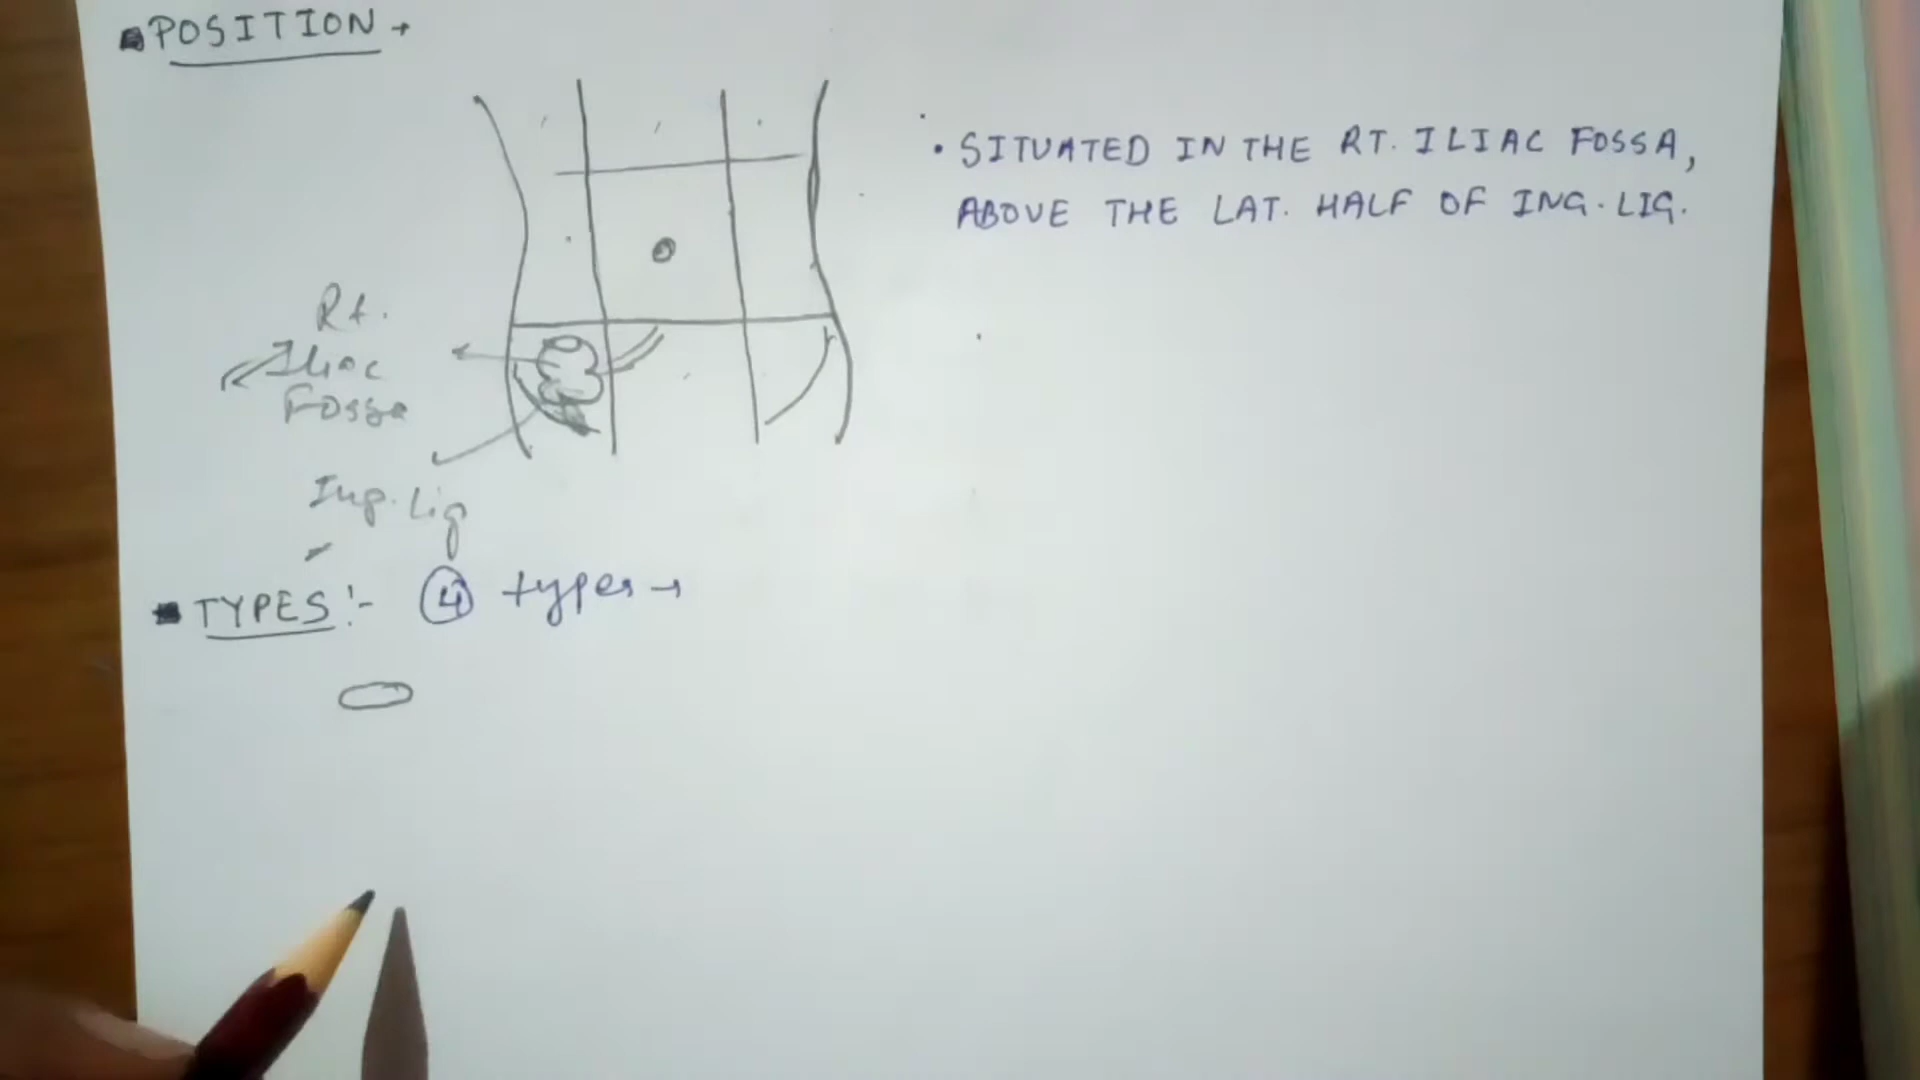 POSITION →
• SITUATED IN THE RT. ILIAC FOSSA,
ABOVE THE LAT. HALF OF ING. LIG.
Rt.
Iliac
Fossa
Ing. Lig
TYPES :- ④ types →